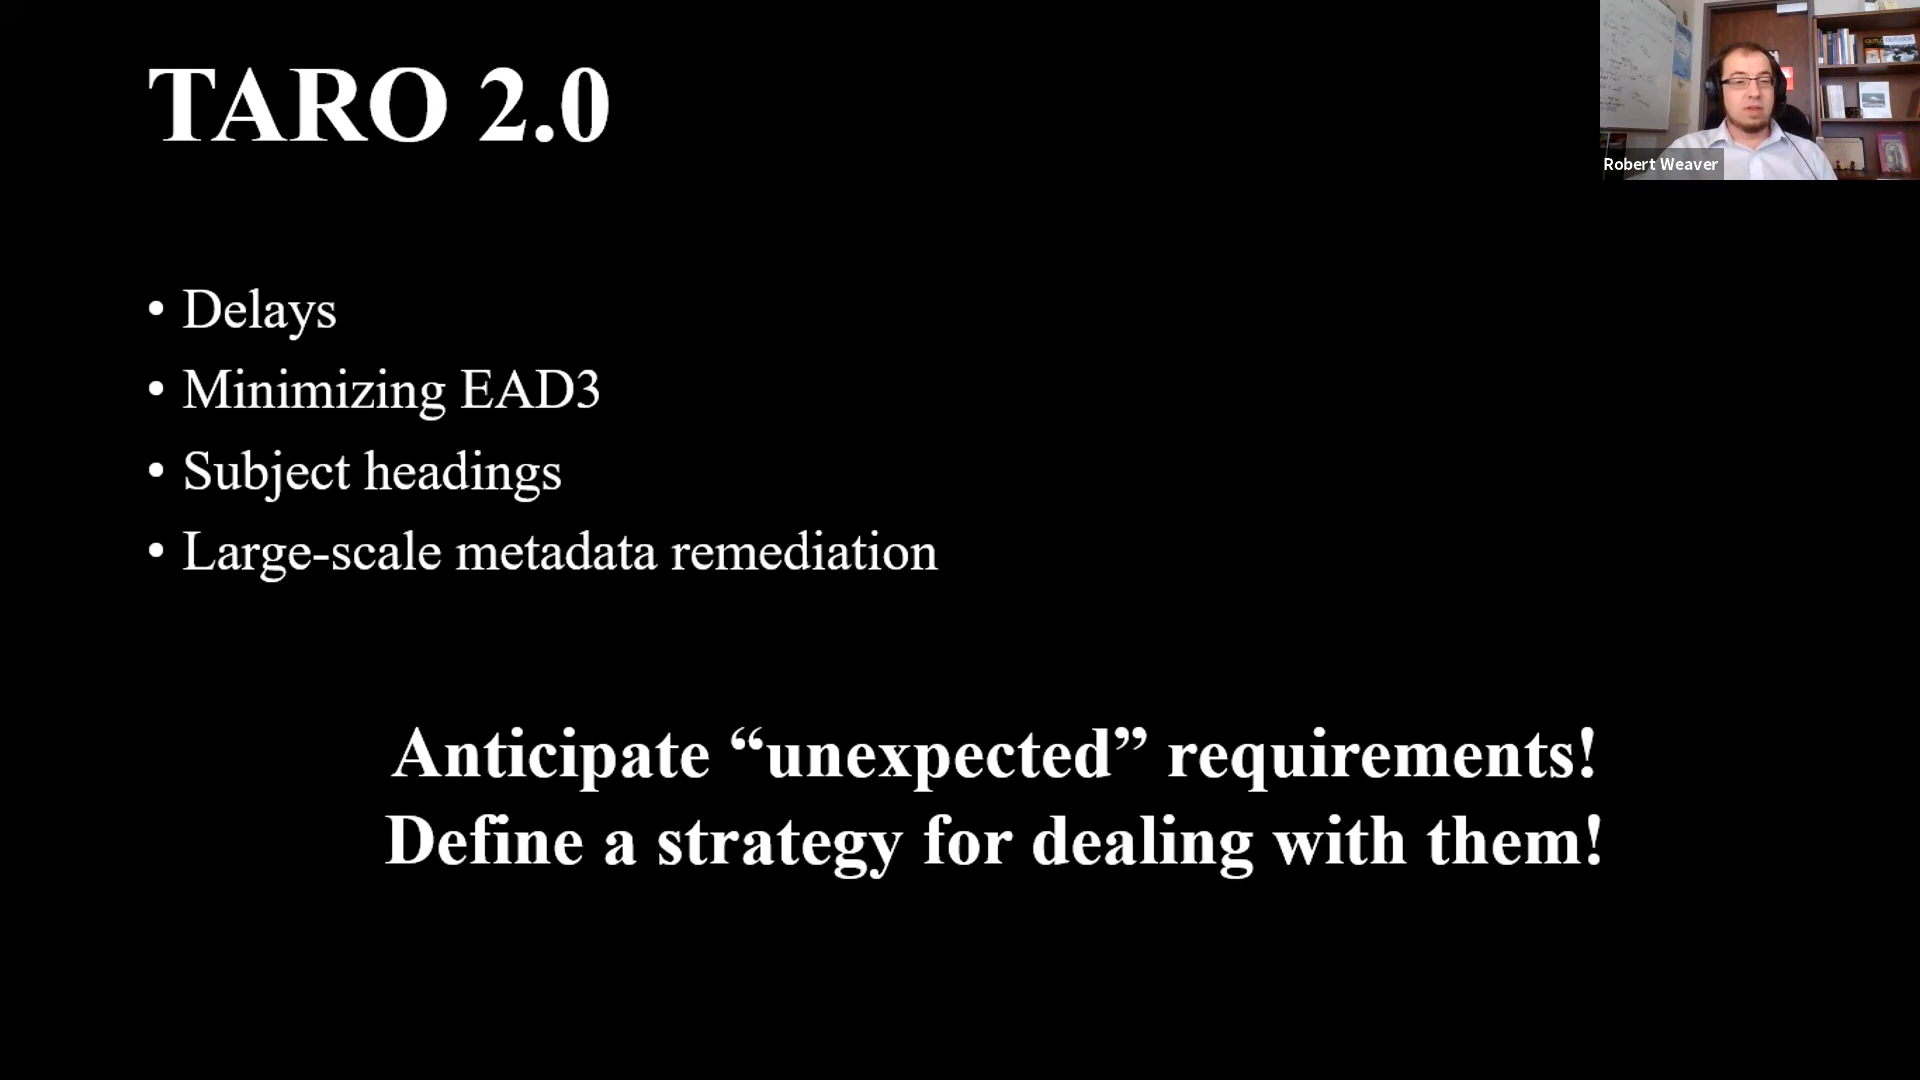 TARO 2.0
Robert Weaver
• Delays
• Minimizing EAD3
• Subject headings
• Large-scale metadata remediation
Anticipate “unexpected” requirements!
Define a strategy for dealing with them!